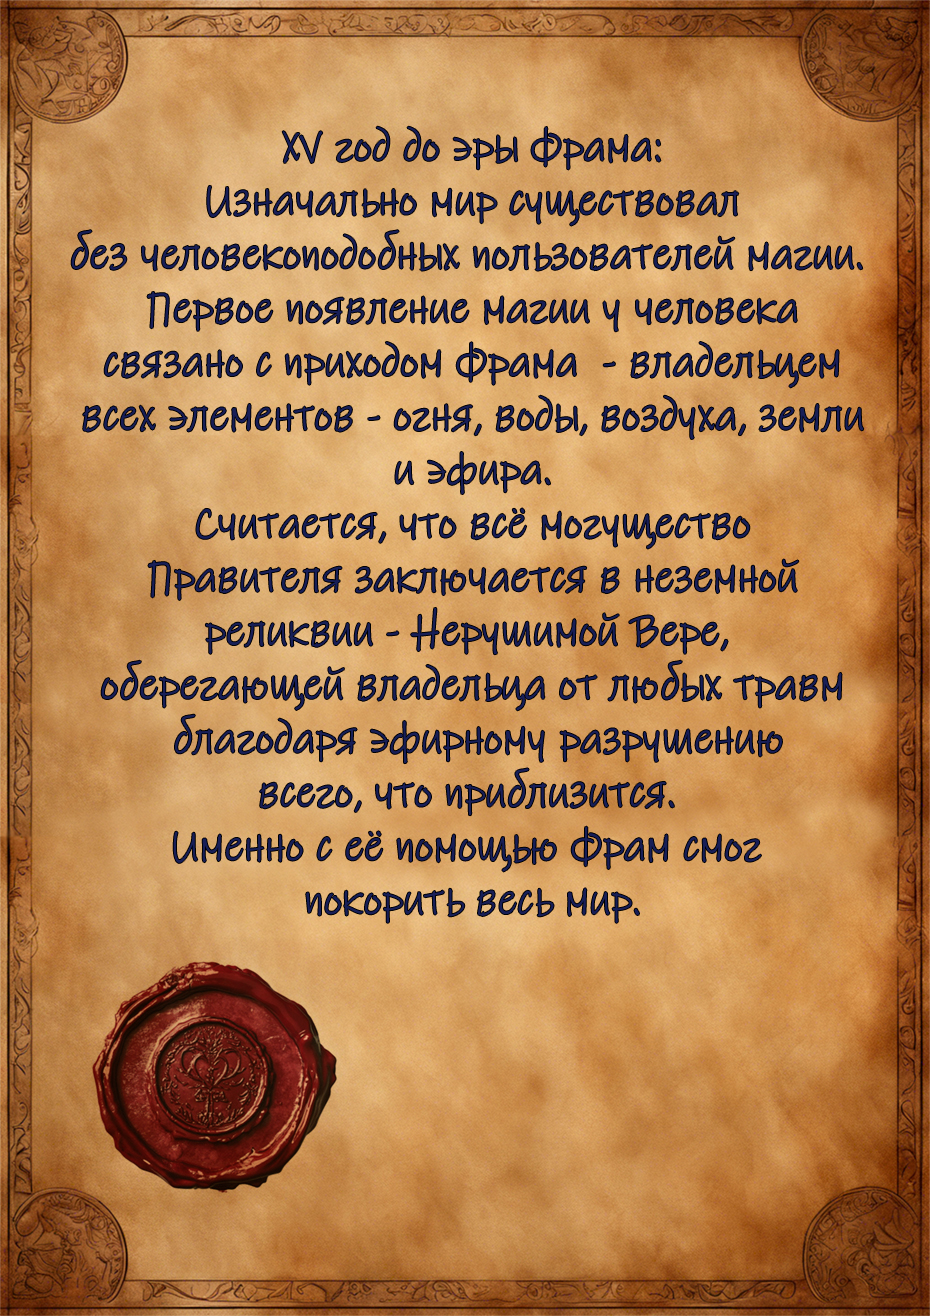 XV год до эры Фрама:
Изначально мир существовал
без человекоподобных пользователей магии.
Первое появление магии у человека
связано с приходом Фрама - владельцем
всех элементов - огня, воды, воздуха, земли
и эфира.
Считается, что всё могущество
Правителя заключается в неземной
реликвии - Нерушимой Вере,
оберегающей владельца от любых травм
благодаря эфирному разрушению
всего, что приблизится.
Именно с её помощью Фрам смог
покорить весь мир.